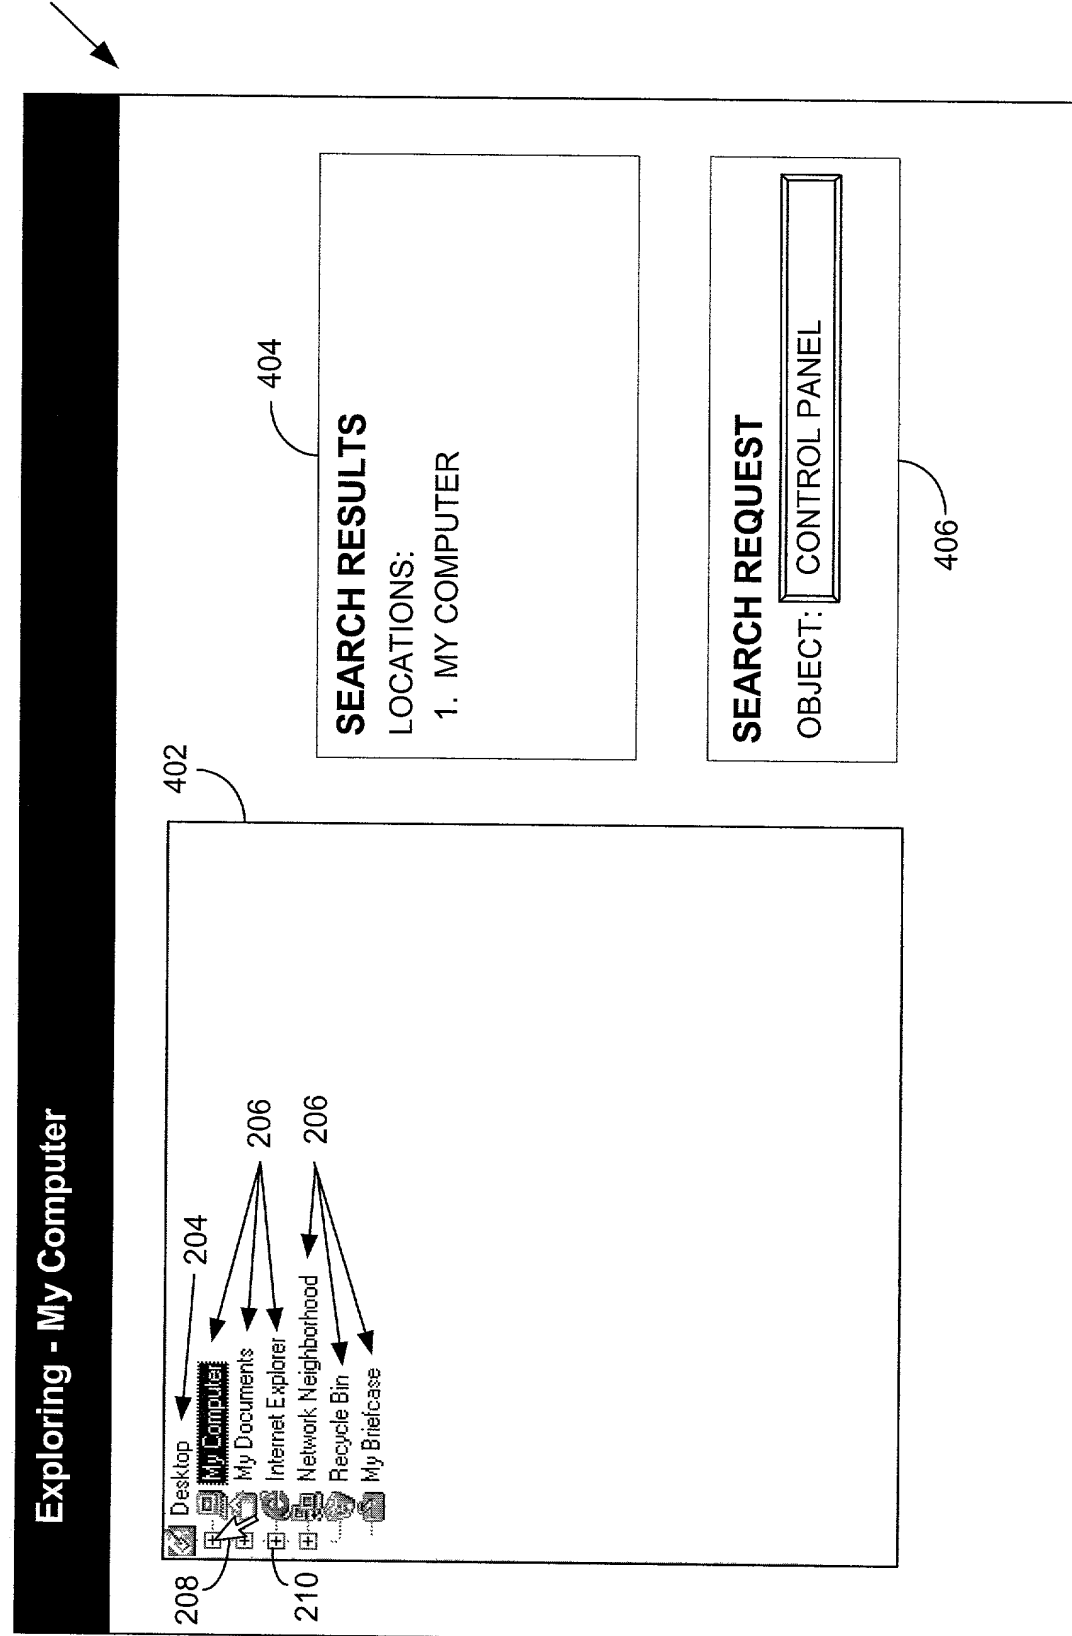 Exploring - My Computer
402
Desktop
204
My Computer
My Documents
206
Internet Explorer
Network Neighborhood
206
Recycle Bin
My Briefcase
208
210
404
SEARCH RESULTS
LOCATIONS:
1. MY COMPUTER
SEARCH REQUEST
OBJECT: CONTROL PANEL
406